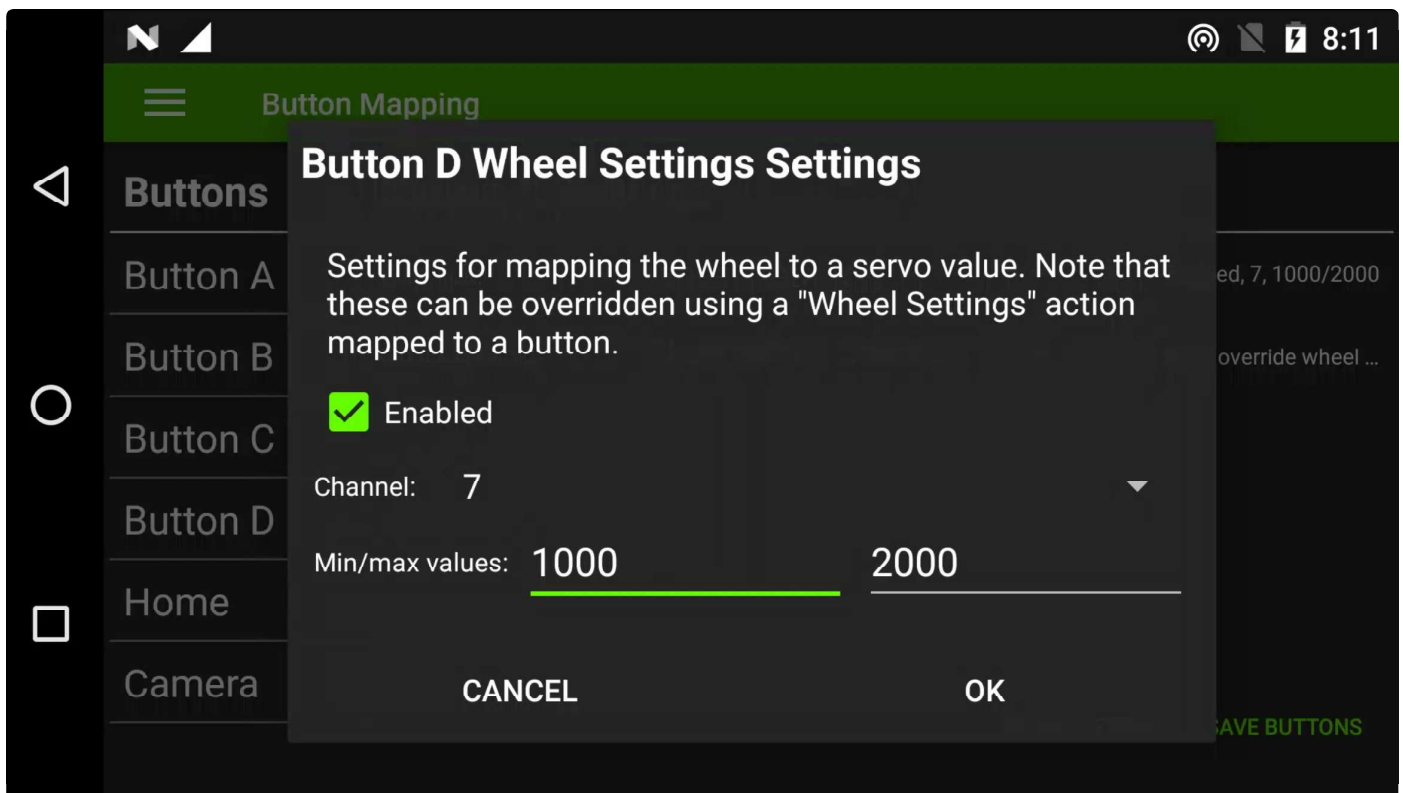 8:11
Button Mapping
Button D Wheel Settings Settings
Buttons
Settings for mapping the wheel to a servo value. Note that
these can be overridden using a "Wheel Settings" action
mapped to a button.
Button A
ed, 7, 1000/2000
Button B
override wheel ...
Enabled
Button C
Channel: 7
Button D
Min/max values: 1000 2000
Home
Camera
CANCEL OK
AVE BUTTONS